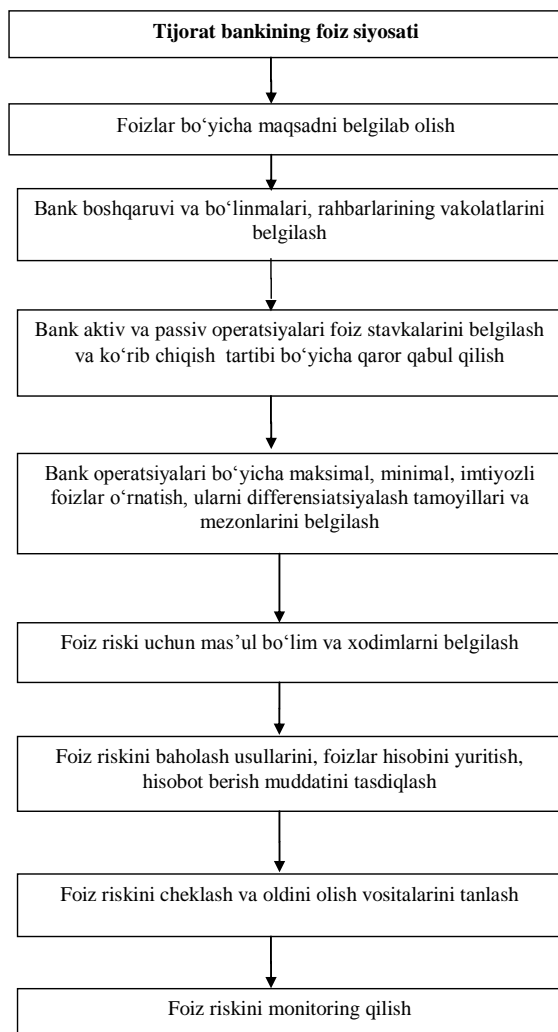 Tijorat bankining foiz siyosati
Foizlar bo‘yicha maqsadni belgilab olish
Bank boshqaruvi va bo‘linmalari, rahbarlarining vakolatlarini
belgilash
Bank aktiv va passiv operatsiyalari foiz stavkalarini belgilash
va ko‘rib chiqish tartibi bo‘yicha qaror qabul qilish
Bank operatsiyalari bo‘yicha maksimal, minimal, imtiyozli
foizlar o‘rnatish, ularni differensiatsiyalash tamoyillari va
mezonlarini belgilash
Foiz riski uchun mas’ul bo‘lim va xodimlarni belgilash
Foiz riskini baholash usullarini, foizlar hisobini yuritish,
hisobot berish muddatini tasdiqlash
Foiz riskini cheklash va oldini olish vositalarini tanlash
Foiz riskini monitoring qilish